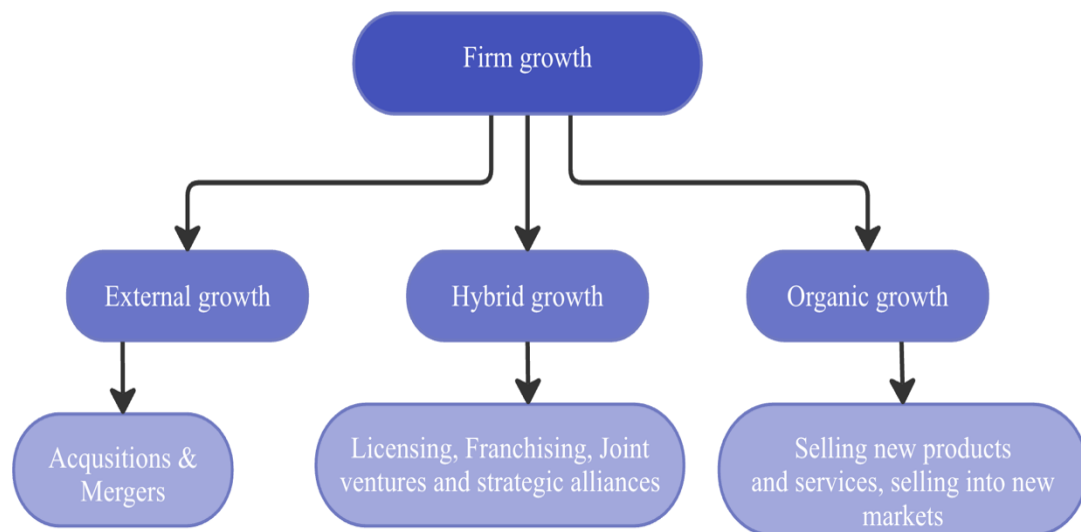 Firm growth
External growth
Hybrid growth
Organic growth
Acqusitions &
Mergers
Licensing, Franchising, Joint
ventures and strategic alliances
Selling new products
and services, selling into new
markets